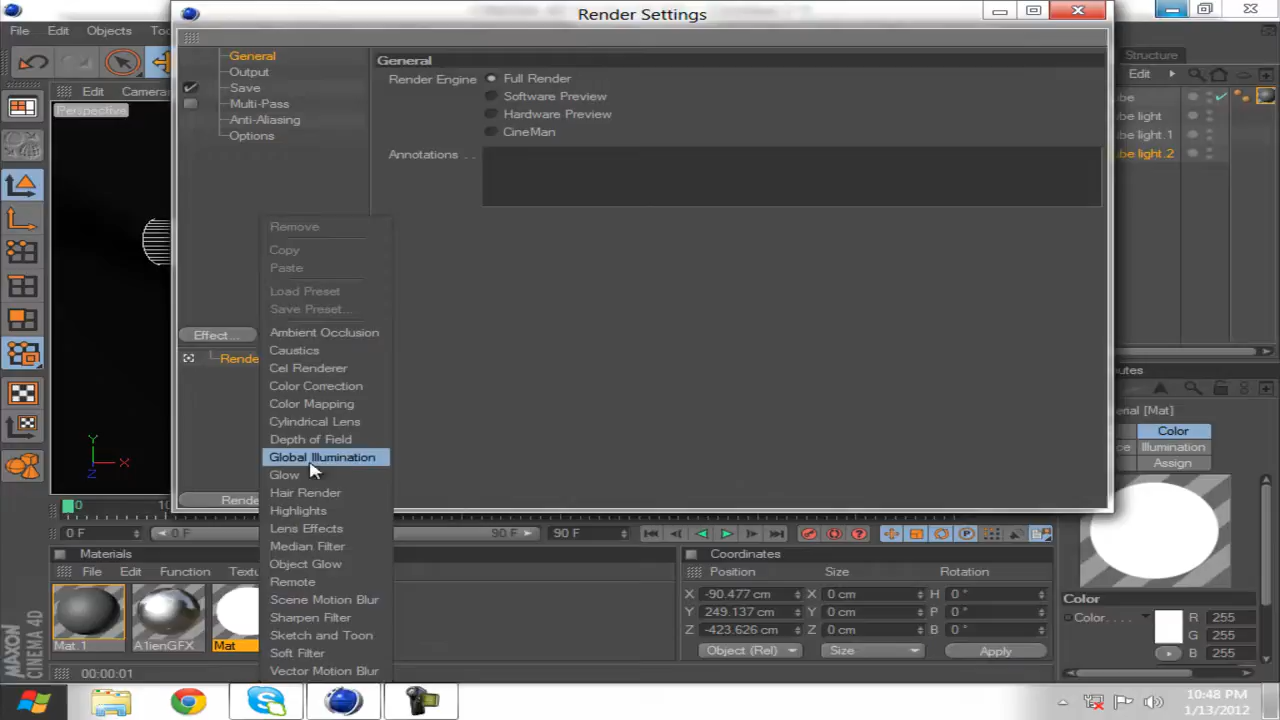 Render Settings
File Edit Objects
General
Output
Save
Multi-Pass
Anti-Aliasing
Options
General
Render Engine
Full Render
Software Preview
Hardware Preview
CineMan
Annotations . .
Structure
Edit
Edit
Perspective
light
light.1
light.2
Remove
Copy
Paste
Load Preset
Save Preset...
Ambient Occlusion
Caustics
Cel Renderer
Color Correction
Color Mapping
Cylindrical Lens
Depth of Field
Global Illumination
Glow
Hair Render
Highlights
Lens Effects
Median Filter
Object Glow
Remote
Scene Motion Blur
Sharpen Filter
Sketch and Toon
Soft Filter
Vector Motion Blur
Effect...
Y
X
Z
[Mat]
Color
Illumination
Assign
0
0 F
0 F
90 F
90 F
Materials
File Edit Function
Mat.1
A1ienGFX
Mat
Coordinates
Position Size Rotation
X -90.477 cm X 0 cm H 0 °
Y 249.137 cm Y 0 cm P 0 °
Z -423.626 cm Z 0 cm B 0 °
Object (Rel) Size Apply
Color
Color . . . . R 255
G 255
B 255
MAXON
CINEMA 4D
00:00:01
10:48 PM
1/13/2012